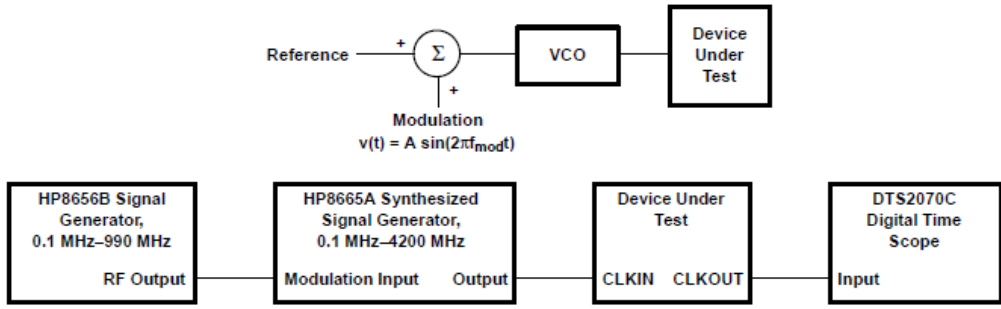 Reference
+
Σ
+
VCO
Device
Under
Test
Modulation
v(t) = A sin(2πfmodt)
HP8656B Signal
Generator,
0.1 MHz–990 MHz
RF Output
HP8665A Synthesized
Signal Generator,
0.1 MHz–4200 MHz
Modulation Input Output
Device Under
Test
CLKIN CLKOUT
DTS2070C
Digital Time
Scope
Input